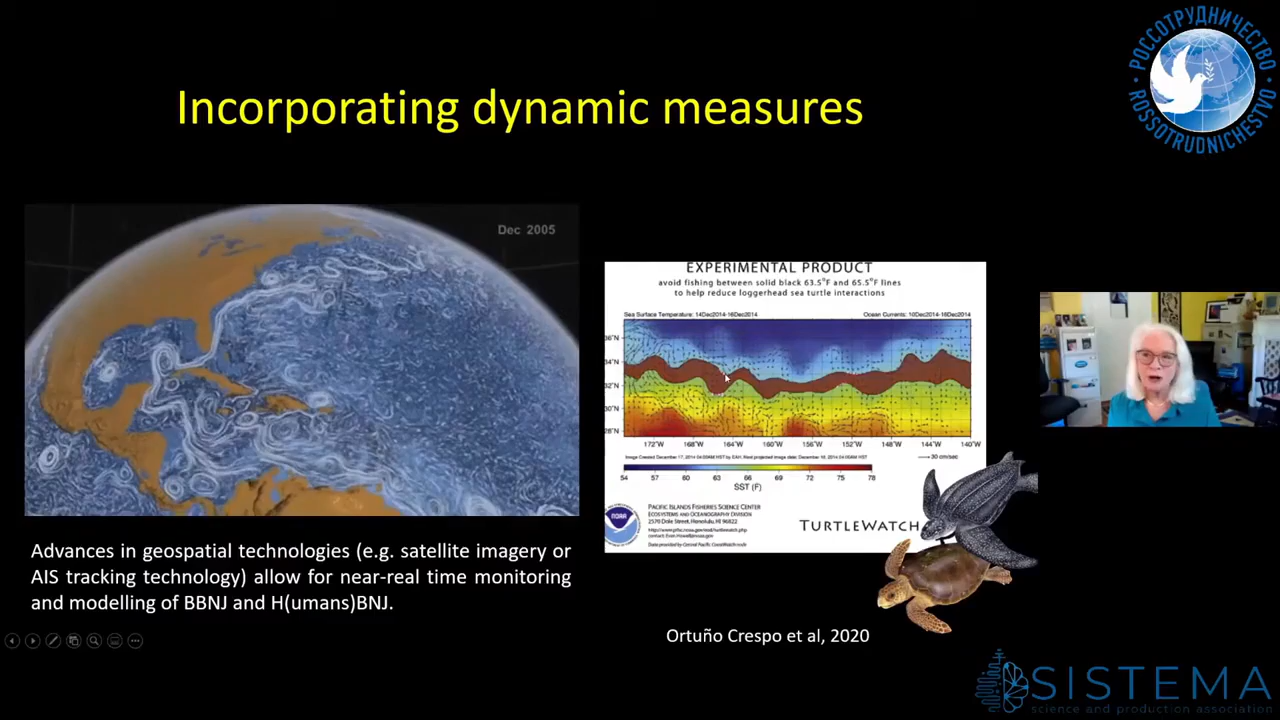 РОССОТРУДНИЧЕСТВО
ROSSOTRUDNICHESTVO
Incorporating dynamic measures
Dec 2005
EXPERIMENTAL PRODUCT
avoid fishing between solid black 63.5°F and 65.5°F lines
to help reduce loggerhead sea turtle interactions
Sea Surface Temperature: 14Dec2014-16Dec2014 Ocean Currents: 10Dec2014-16Dec2014
36°N
34°N
32°N
30°N
28°N
172°W 168°W 164°W 160°W 156°W 152°W 148°W 144°W 140°W
30 cm/sec
54 57 60 63 66 69 72 75 78
SST (F)
NOAA
PACIFIC ISLANDS FISHERIES SCIENCE CENTER
ECOSYSTEMS AND OCEANOGRAPHY DIVISION
2570 Dole Street, Honolulu, HI 96822
TURTLEWATCH
Advances in geospatial technologies (e.g. satellite imagery or
AIS tracking technology) allow for near-real time monitoring
and modelling of BBNJ and H(umans)BNJ.
Ortuño Crespo et al, 2020
SISTEMA
science and production association